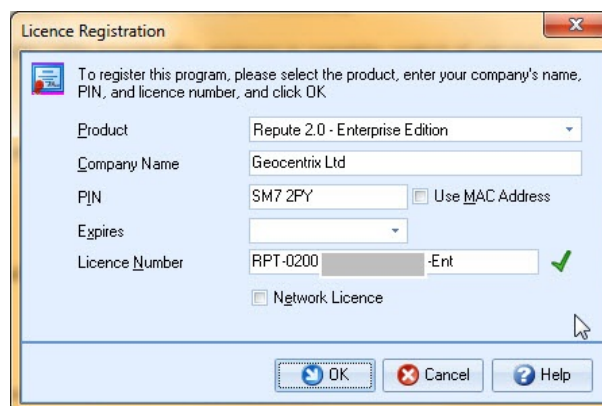 Licence Registration
To register this program, please select the product, enter your company's name,
PIN, and licence number, and click OK
Product Repute 2.0 - Enterprise Edition
Company Name Geocentrix Ltd
PIN SM7 2PY Use MAC Address
Expires
Licence Number RPT-0200 -Ent
Network Licence
OK Cancel Help